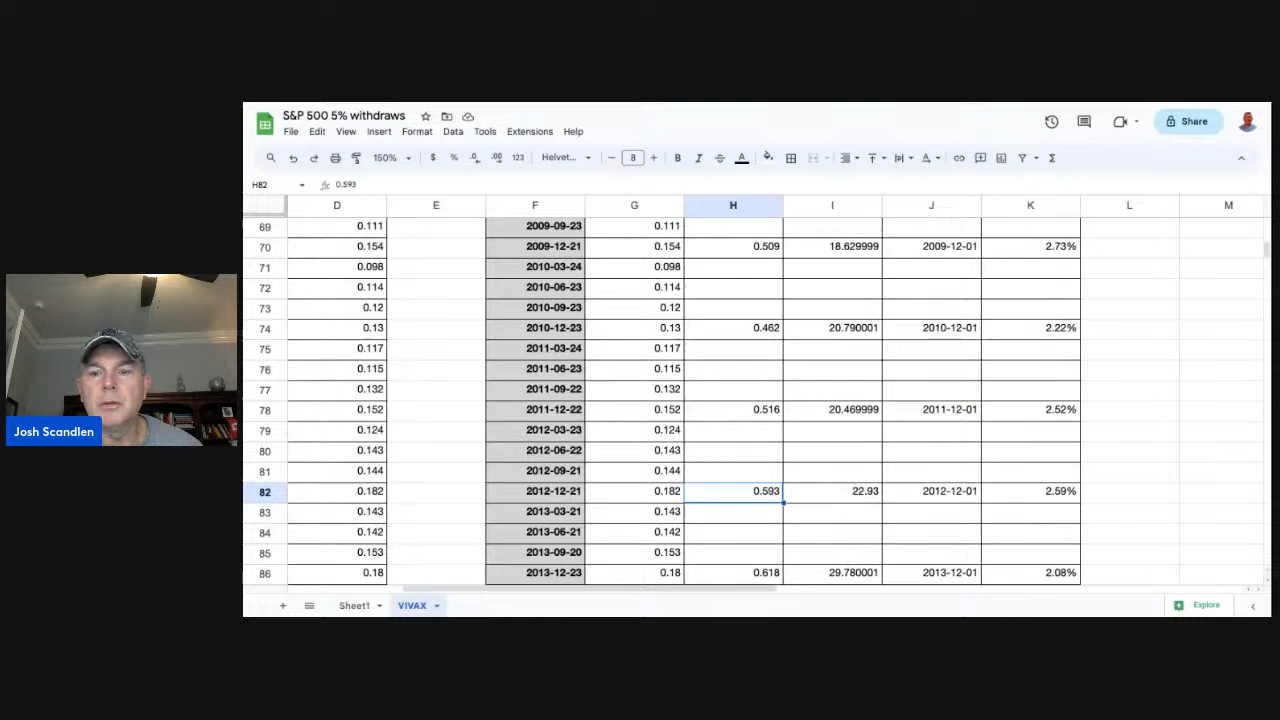 S&P 500 5% withdraws
File Edit View Insert Format Data Tools Extensions Help
Share
150% $ % .0 .00 123 Helvet... 8 B I S A Σ
H82 fx 0.593
D E F G H I J K L M
69 0.111 2009-09-23 0.111
70 0.154 2009-12-21 0.154 0.509 18.629999 2009-12-01 2.73%
71 0.098 2010-03-24 0.098
72 0.114 2010-06-23 0.114
73 0.12 2010-09-23 0.12
74 0.13 2010-12-23 0.13 0.462 20.790001 2010-12-01 2.22%
75 0.117 2011-03-24 0.117
76 0.115 2011-06-23 0.115
77 0.132 2011-09-22 0.132
78 0.152 2011-12-22 0.152 0.516 20.469999 2011-12-01 2.52%
79 0.124 2012-03-23 0.124
80 0.143 2012-06-22 0.143
81 0.144 2012-09-21 0.144
82 0.182 2012-12-21 0.182 0.593 22.93 2012-12-01 2.59%
83 0.143 2013-03-21 0.143
84 0.142 2013-06-21 0.142
85 0.153 2013-09-20 0.153
86 0.18 2013-12-23 0.18 0.618 29.780001 2013-12-01 2.08%
Sheet1 VIVAX Explore
Josh Scandlen